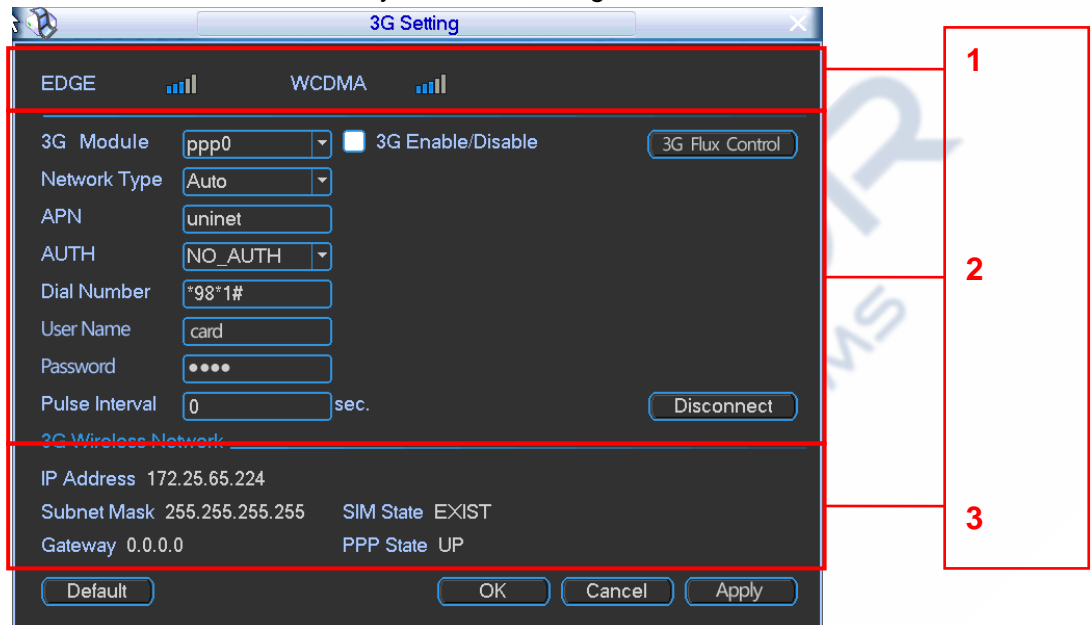 3G Setting
1
EDGE WCDMA
3G Module ppp0 3G Enable/Disable 3G Flux Control
Network Type Auto
APN uninet
AUTH NO_AUTH
2
Dial Number *98*1#
User Name card
Password ●●●●
Pulse Interval 0 sec. Disconnect
3G Wireless Network
IP Address 172.25.65.224
Subnet Mask 255.255.255.255 SIM State EXIST
3
Gateway 0.0.0.0 PPP State UP
Default OK Cancel Apply